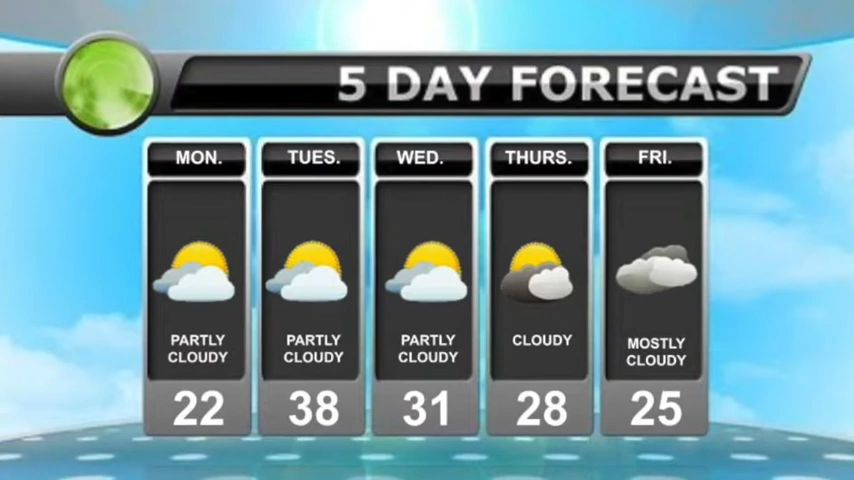 5 DAY FORECAST
MON.
TUES.
WED.
THURS.
FRI.
PARTLY
CLOUDY
PARTLY
CLOUDY
PARTLY
CLOUDY
CLOUDY
MOSTLY
CLOUDY
22
38
31
28
25